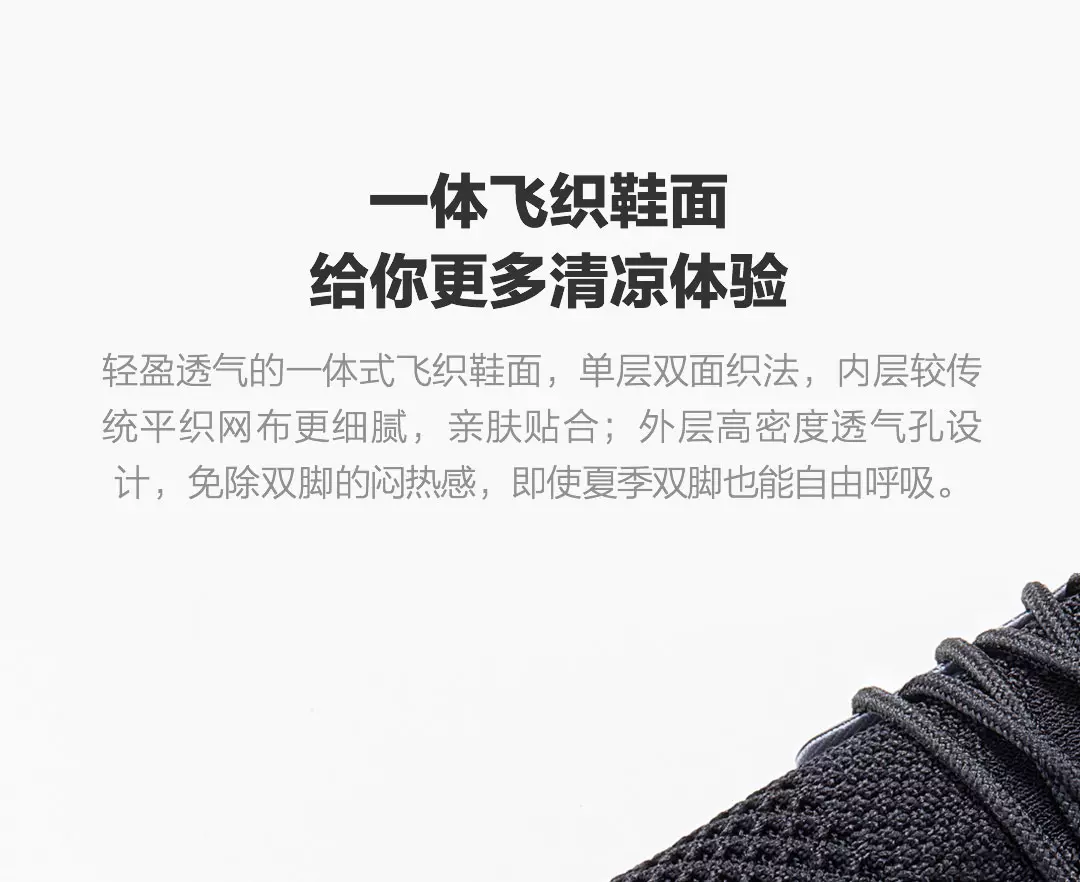 一体飞织鞋面
给你更多清凉体验
轻盈透气的一体式飞织鞋面，单层双面织法，内层较传
统平织网布更细腻，亲肤贴合；外层高密度透气孔设
计，免除双脚的闷热感，即使夏季双脚也能自由呼吸。